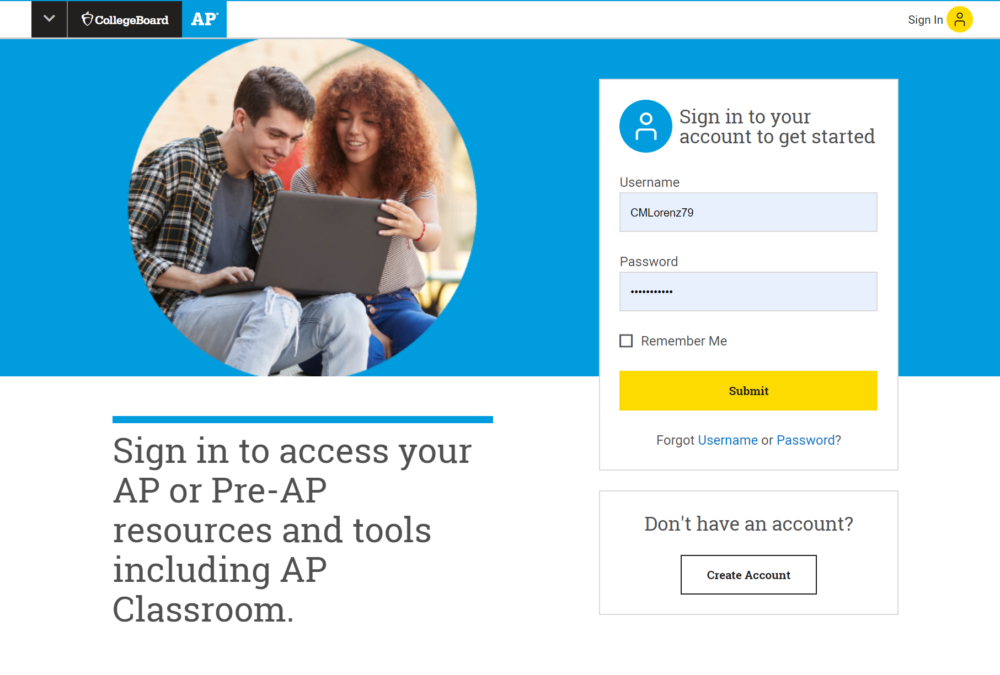 CollegeBoard
AP®
Sign In
Sign in to your
account to get started
Username
CMLorenz79
Password
•••••••••••
Remember Me
Submit
Forgot Username or Password?
Don't have an account?
Create Account
Sign in to access your
AP or Pre-AP
resources and tools
including AP
Classroom.